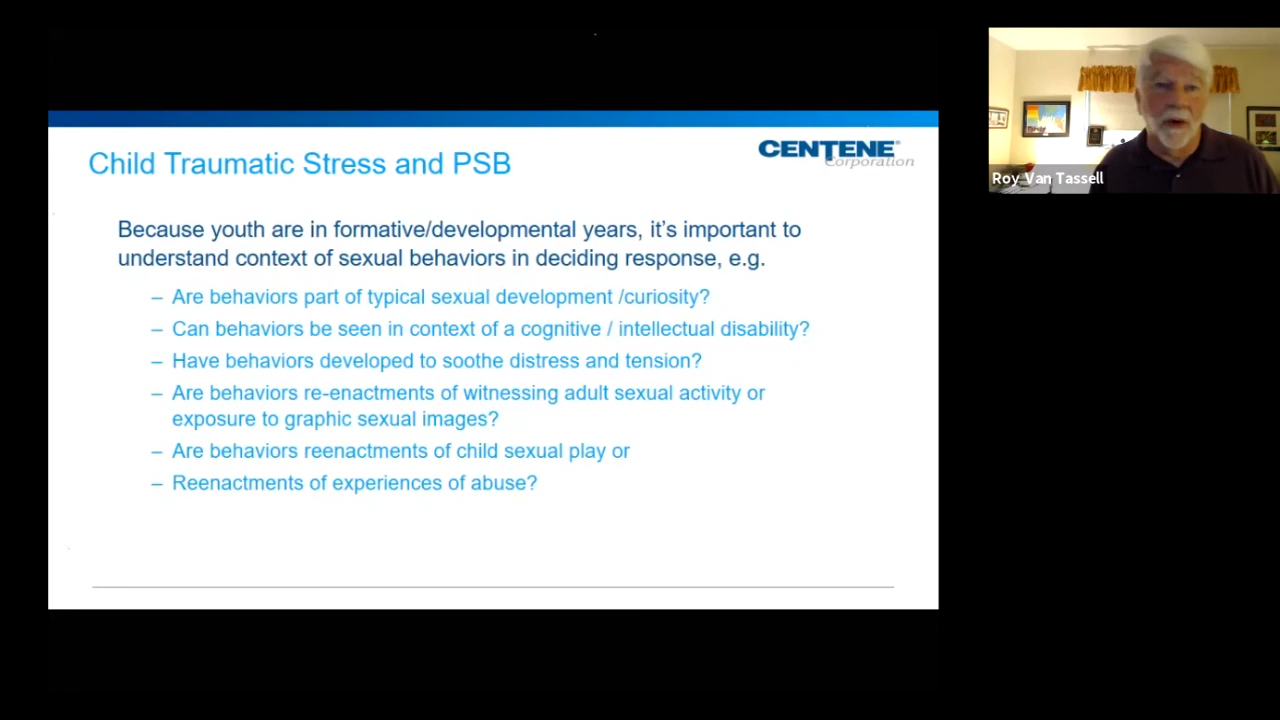 CENTENE
Corporation
Child Traumatic Stress and PSB
Because youth are in formative/developmental years, it's important to
understand context of sexual behaviors in deciding response, e.g.
– Are behaviors part of typical sexual development /curiosity?
– Can behaviors be seen in context of a cognitive / intellectual disability?
– Have behaviors developed to soothe distress and tension?
– Are behaviors re-enactments of witnessing adult sexual activity or
exposure to graphic sexual images?
– Are behaviors reenactments of child sexual play or
– Reenactments of experiences of abuse?
Roy Van Tassell